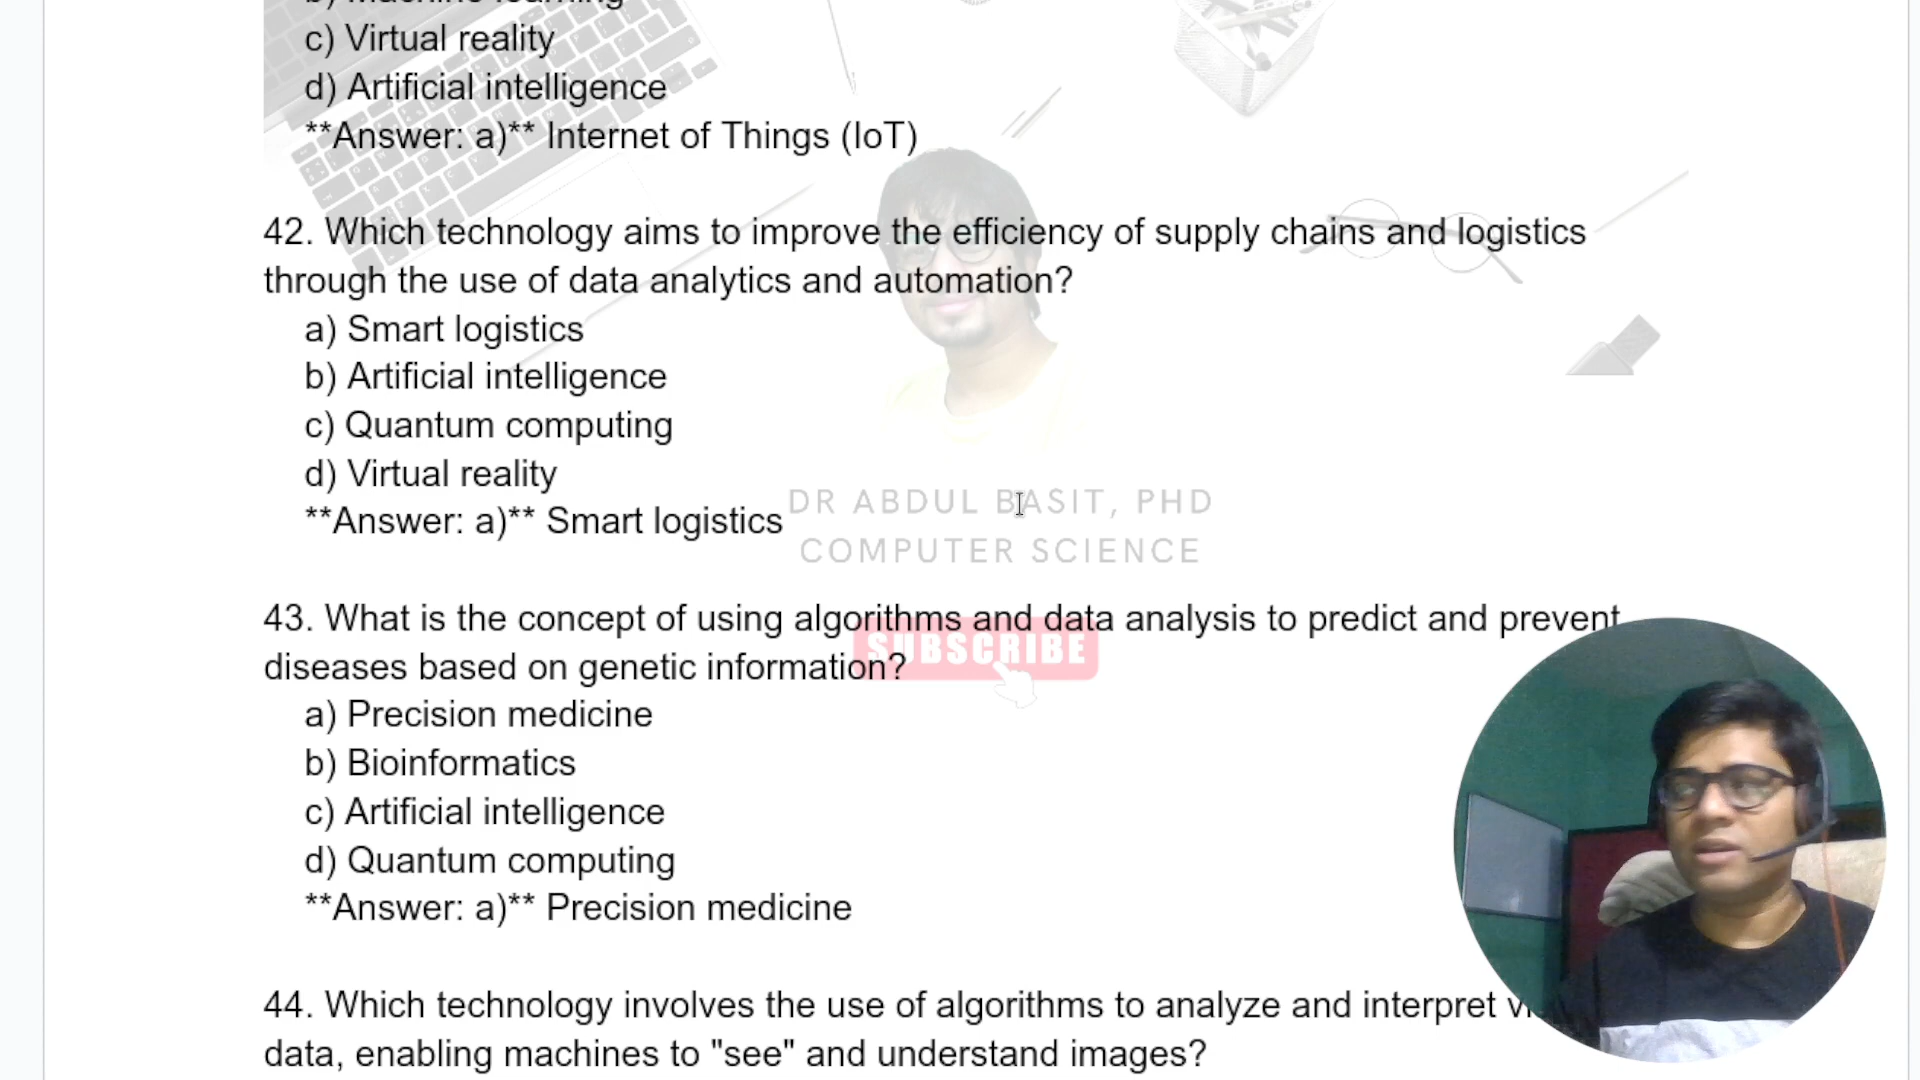 b) Machine learning
c) Virtual reality
d) Artificial intelligence
**Answer: a)** Internet of Things (IoT)
42. Which technology aims to improve the efficiency of supply chains and logistics
through the use of data analytics and automation?
a) Smart logistics
b) Artificial intelligence
c) Quantum computing
d) Virtual reality
**Answer: a)** Smart logistics
DR ABDUL BASIT, PHD
COMPUTER SCIENCE
43. What is the concept of using algorithms and data analysis to predict and prevent
diseases based on genetic information?
SUBSCRIBE
a) Precision medicine
b) Bioinformatics
c) Artificial intelligence
d) Quantum computing
**Answer: a)** Precision medicine
44. Which technology involves the use of algorithms to analyze and interpret
data, enabling machines to "see" and understand images?